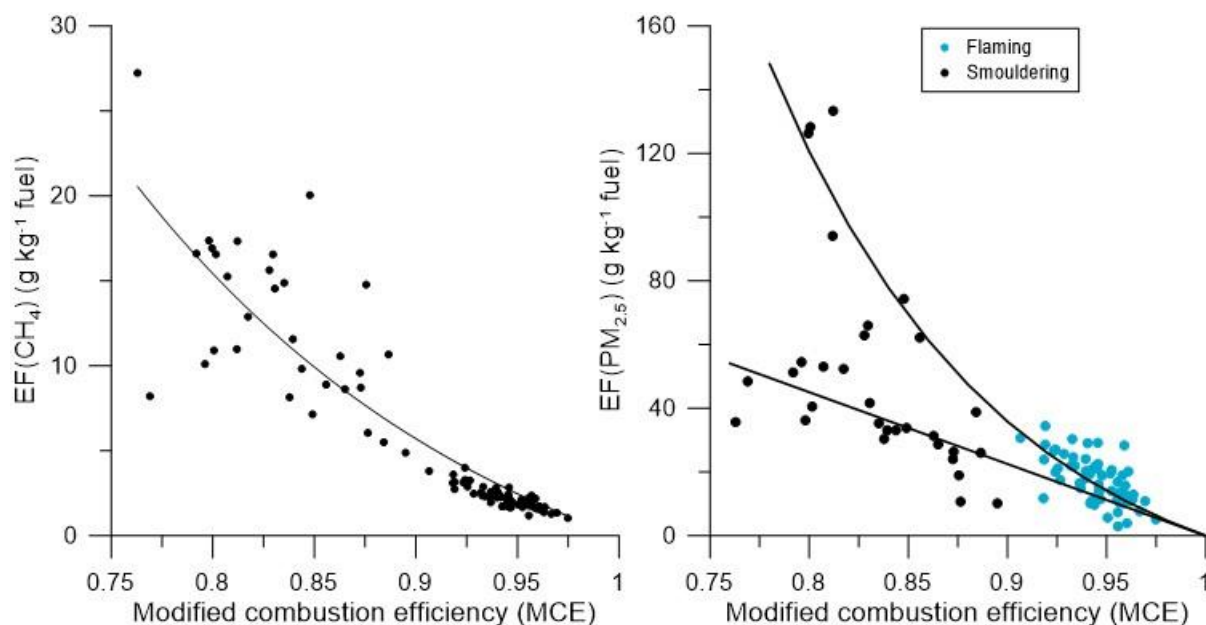 30
20
10
0
EF(CH₄) (g kg⁻¹ fuel)
0.75 0.8 0.85 0.9 0.95 1
Modified combustion efficiency (MCE)
160
120
80
40
0
EF(PM₂.₅) (g kg⁻¹ fuel)
Flaming
Smouldering
0.75 0.8 0.85 0.9 0.95 1
Modified combustion efficiency (MCE)